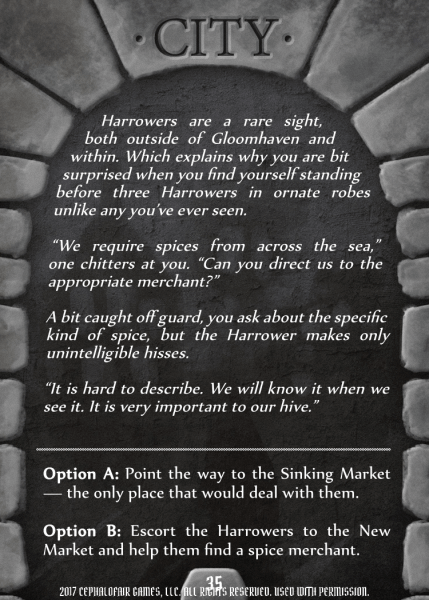 · CITY ·
Harrowers are a rare sight,
both outside of Gloomhaven and
within. Which explains why you are bit
surprised when you find yourself standing
before three Harrowers in ornate robes
unlike any you've ever seen.
“We require spices from across the sea,”
one chitters at you. “Can you direct us to the
appropriate merchant?”
A bit caught off guard, you ask about the specific
kind of spice, but the Harrower makes only
unintelligible hisses.
“It is hard to describe. We will know it when we
see it. It is very important to our hive.”
Option A: Point the way to the Sinking Market
— the only place that would deal with them.
Option B: Escort the Harrowers to the New
Market and help them find a spice merchant.
35
2017 CEPHALOFAIR GAMES, LLC. ALL RIGHTS RESERVED. USED WITH PERMISSION.